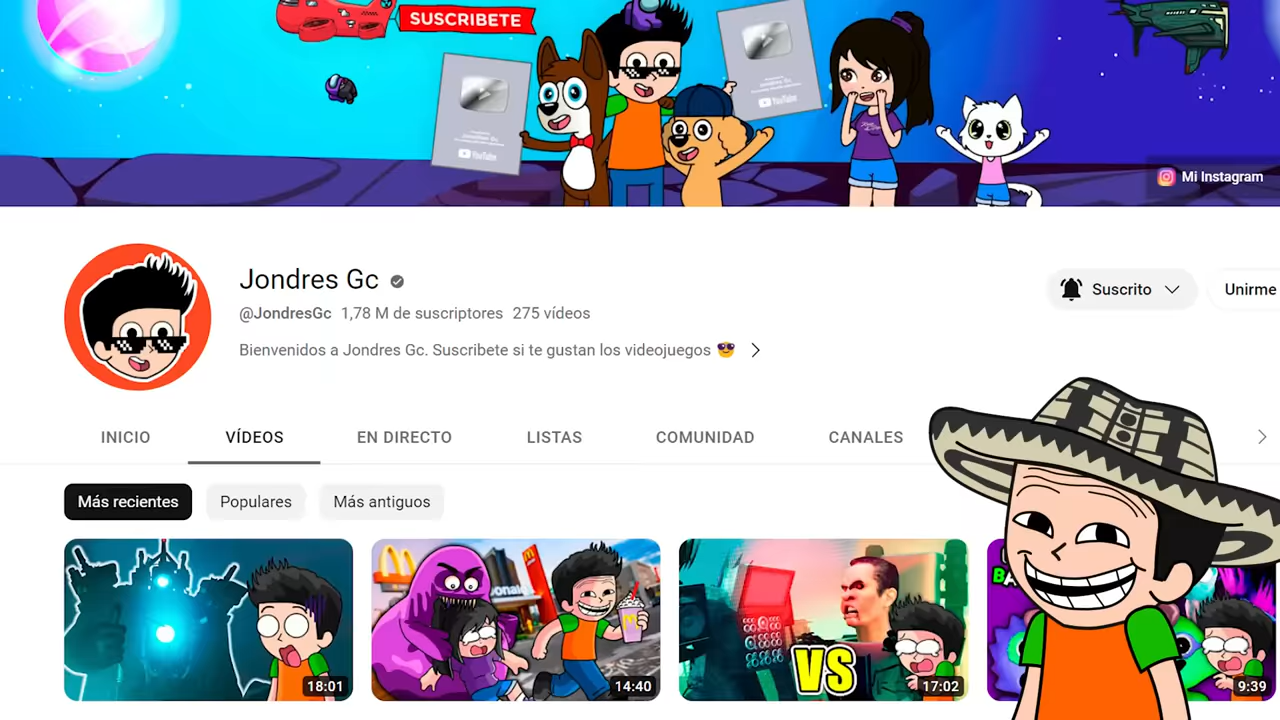 SUSCRIBETE
YouTube
YouTube
Mi Instagram
Jondres Gc
@JondresGc 1,78 M de suscriptores 275 vídeos
Bienvenidos a Jondres Gc. Suscribete si te gustan los videojuegos
Suscrito
Unirme
INICIO VÍDEOS EN DIRECTO LISTAS COMUNIDAD CANALES
Más recientes Populares Más antiguos
VS
18:01
14:40
17:02
9:39